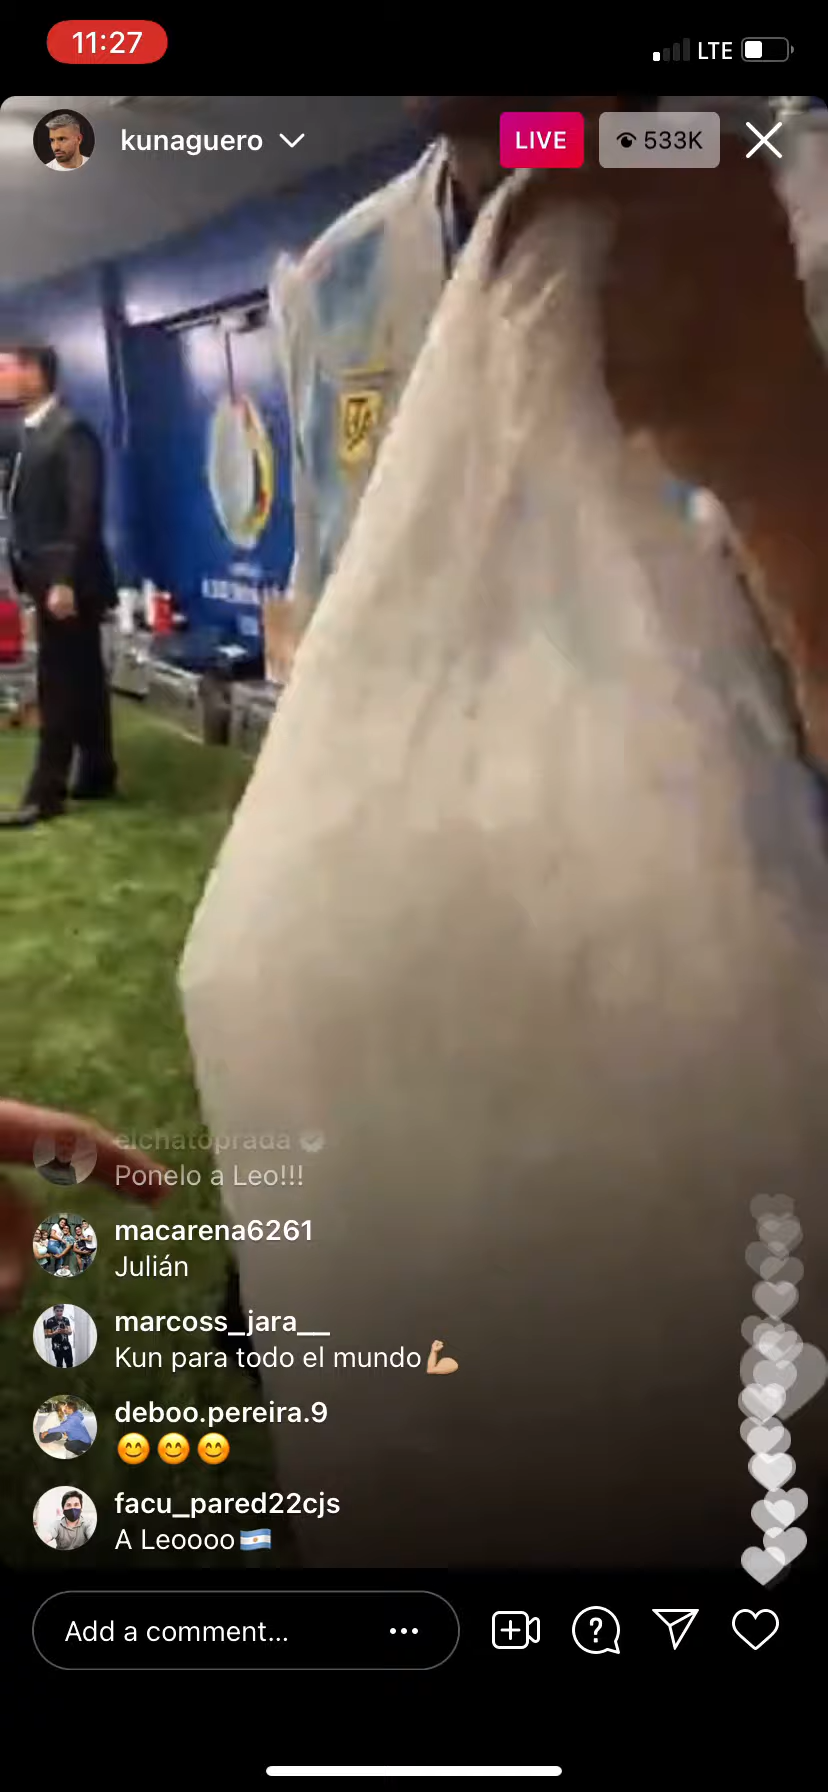 11:27
LTE
kunaguero
LIVE
533K
elchatoprada
Ponelo a Leo!!!
macarena6261
Julián
marcoss_jara__
Kun para todo el mundo💪🏼
deboo.pereira.9
😊😊😊
facu_pared22cjs
A Leoooo🇦🇷
Add a comment...